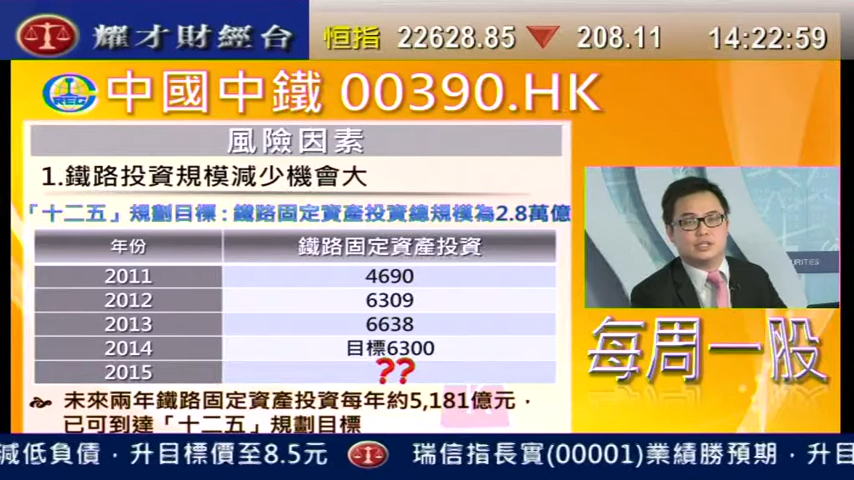 耀才財經台
恒指 22628.85 ▼ 208.11 14:22:59
中國中鐵 00390.HK
風險因素
1.鐵路投資規模減少機會大
「十二五」規劃目標：鐵路固定資產投資總規模為2.8萬億
年份 鐵路固定資產投資
2011 4690
2012 6309
2013 6638
2014 目標6300
2015 ??
未來兩年鐵路固定資產投資每年約5,181億元，
已可到達「十二五」規劃目標
每周一股
減低負債，升目標價至8.5元 瑞信指長實(00001)業績勝預期，升目